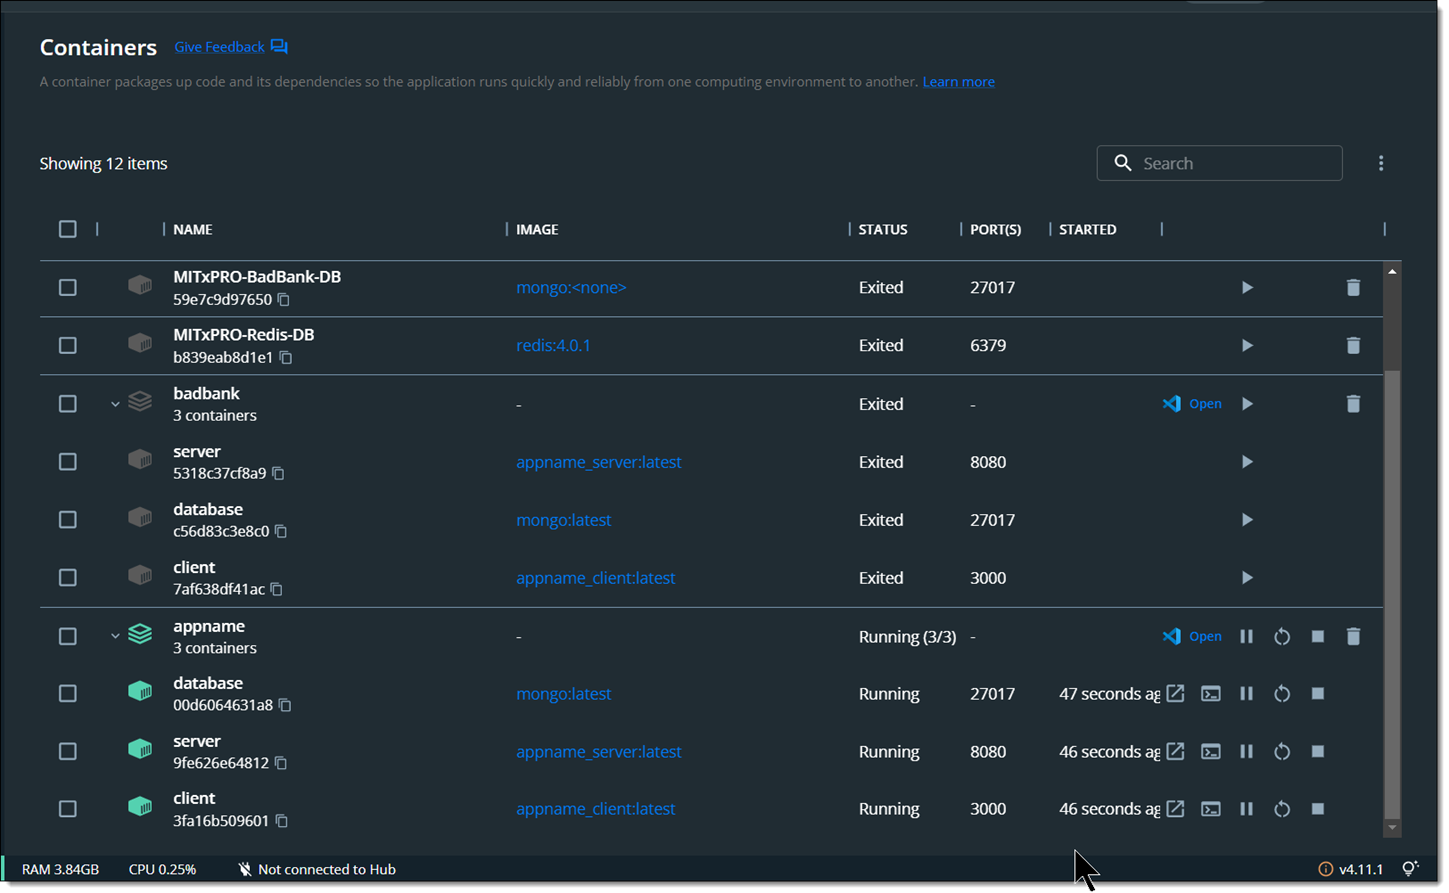 Containers Give Feedback
A container packages up code and its dependencies so the application runs quickly and reliably from one computing environment to another. Learn more
Showing 12 items
Search
NAME IMAGE STATUS PORT(S) STARTED
MITxPRO-BadBank-DB
59e7c9d97650 mongo:<none> Exited 27017
MITxPRO-Redis-DB
b839eab8d1e1 redis:4.0.1 Exited 6379
badbank
3 containers - Exited - Open
server
5318c37cf8a9 appname_server:latest Exited 8080
database
c56d83c3e8c0 mongo:latest Exited 27017
client
7af638df41ac appname_client:latest Exited 3000
appname
3 containers - Running (3/3) - Open
database
00d6064631a8 mongo:latest Running 27017 47 seconds ag
server
9fe626e64812 appname_server:latest Running 8080 46 seconds ag
client
3fa16b509601 appname_client:latest Running 3000 46 seconds ag
RAM 3.84GB CPU 0.25% Not connected to Hub v4.11.1